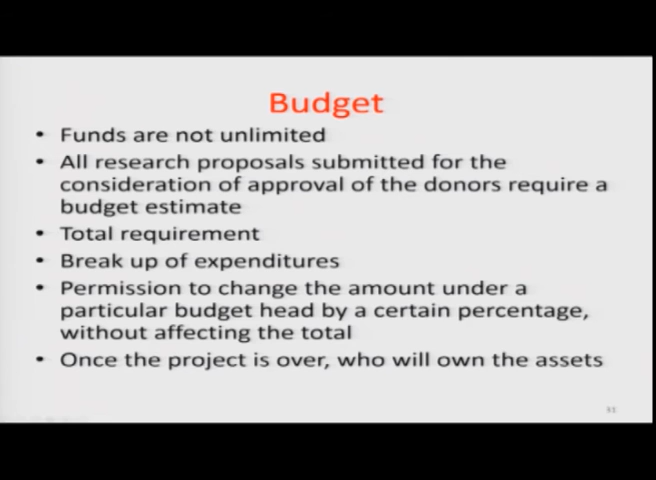 Budget
• Funds are not unlimited
• All research proposals submitted for the
consideration of approval of the donors require a
budget estimate
• Total requirement
• Break up of expenditures
• Permission to change the amount under a
particular budget head by a certain percentage,
without affecting the total
• Once the project is over, who will own the assets